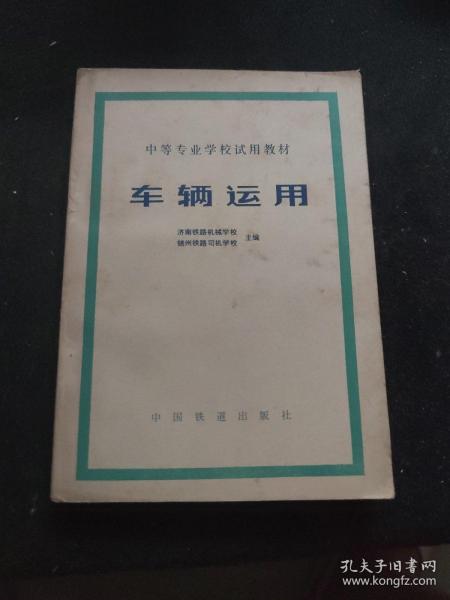 中等专业学校试用教材
车辆运用
济南铁路机械学校
锦州铁路司机学校
主编
中国铁道出版社
孔夫子旧书网
www.kongfz.com